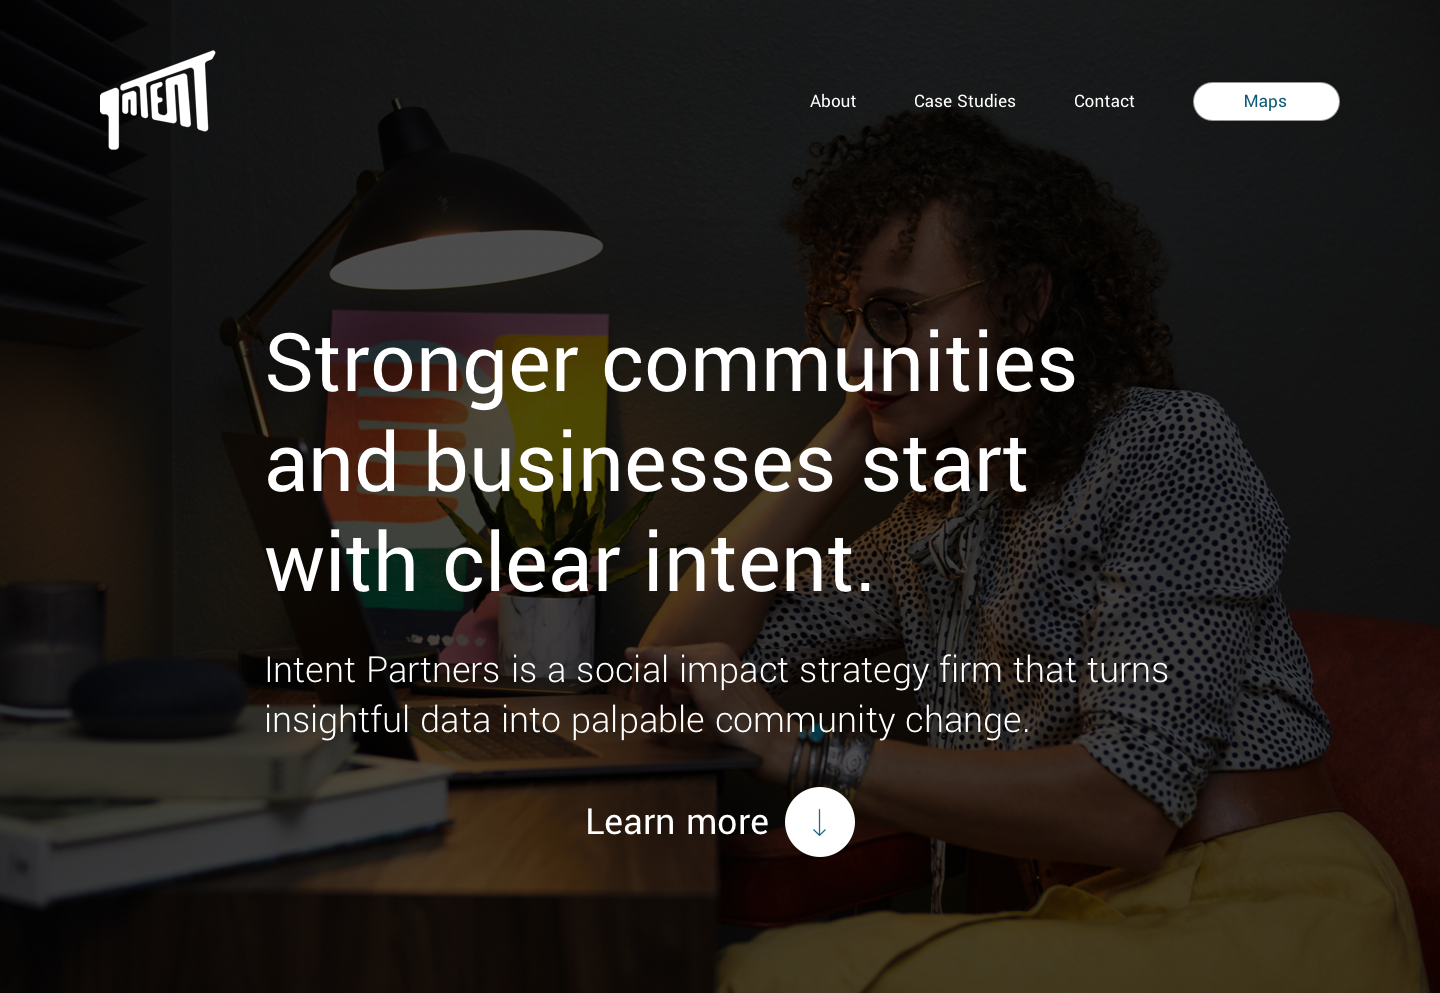 INTENT
About
Case Studies
Contact
Maps
Stronger communities
and businesses start
with clear intent.
Intent Partners is a social impact strategy firm that turns
insightful data into palpable community change.
Learn more